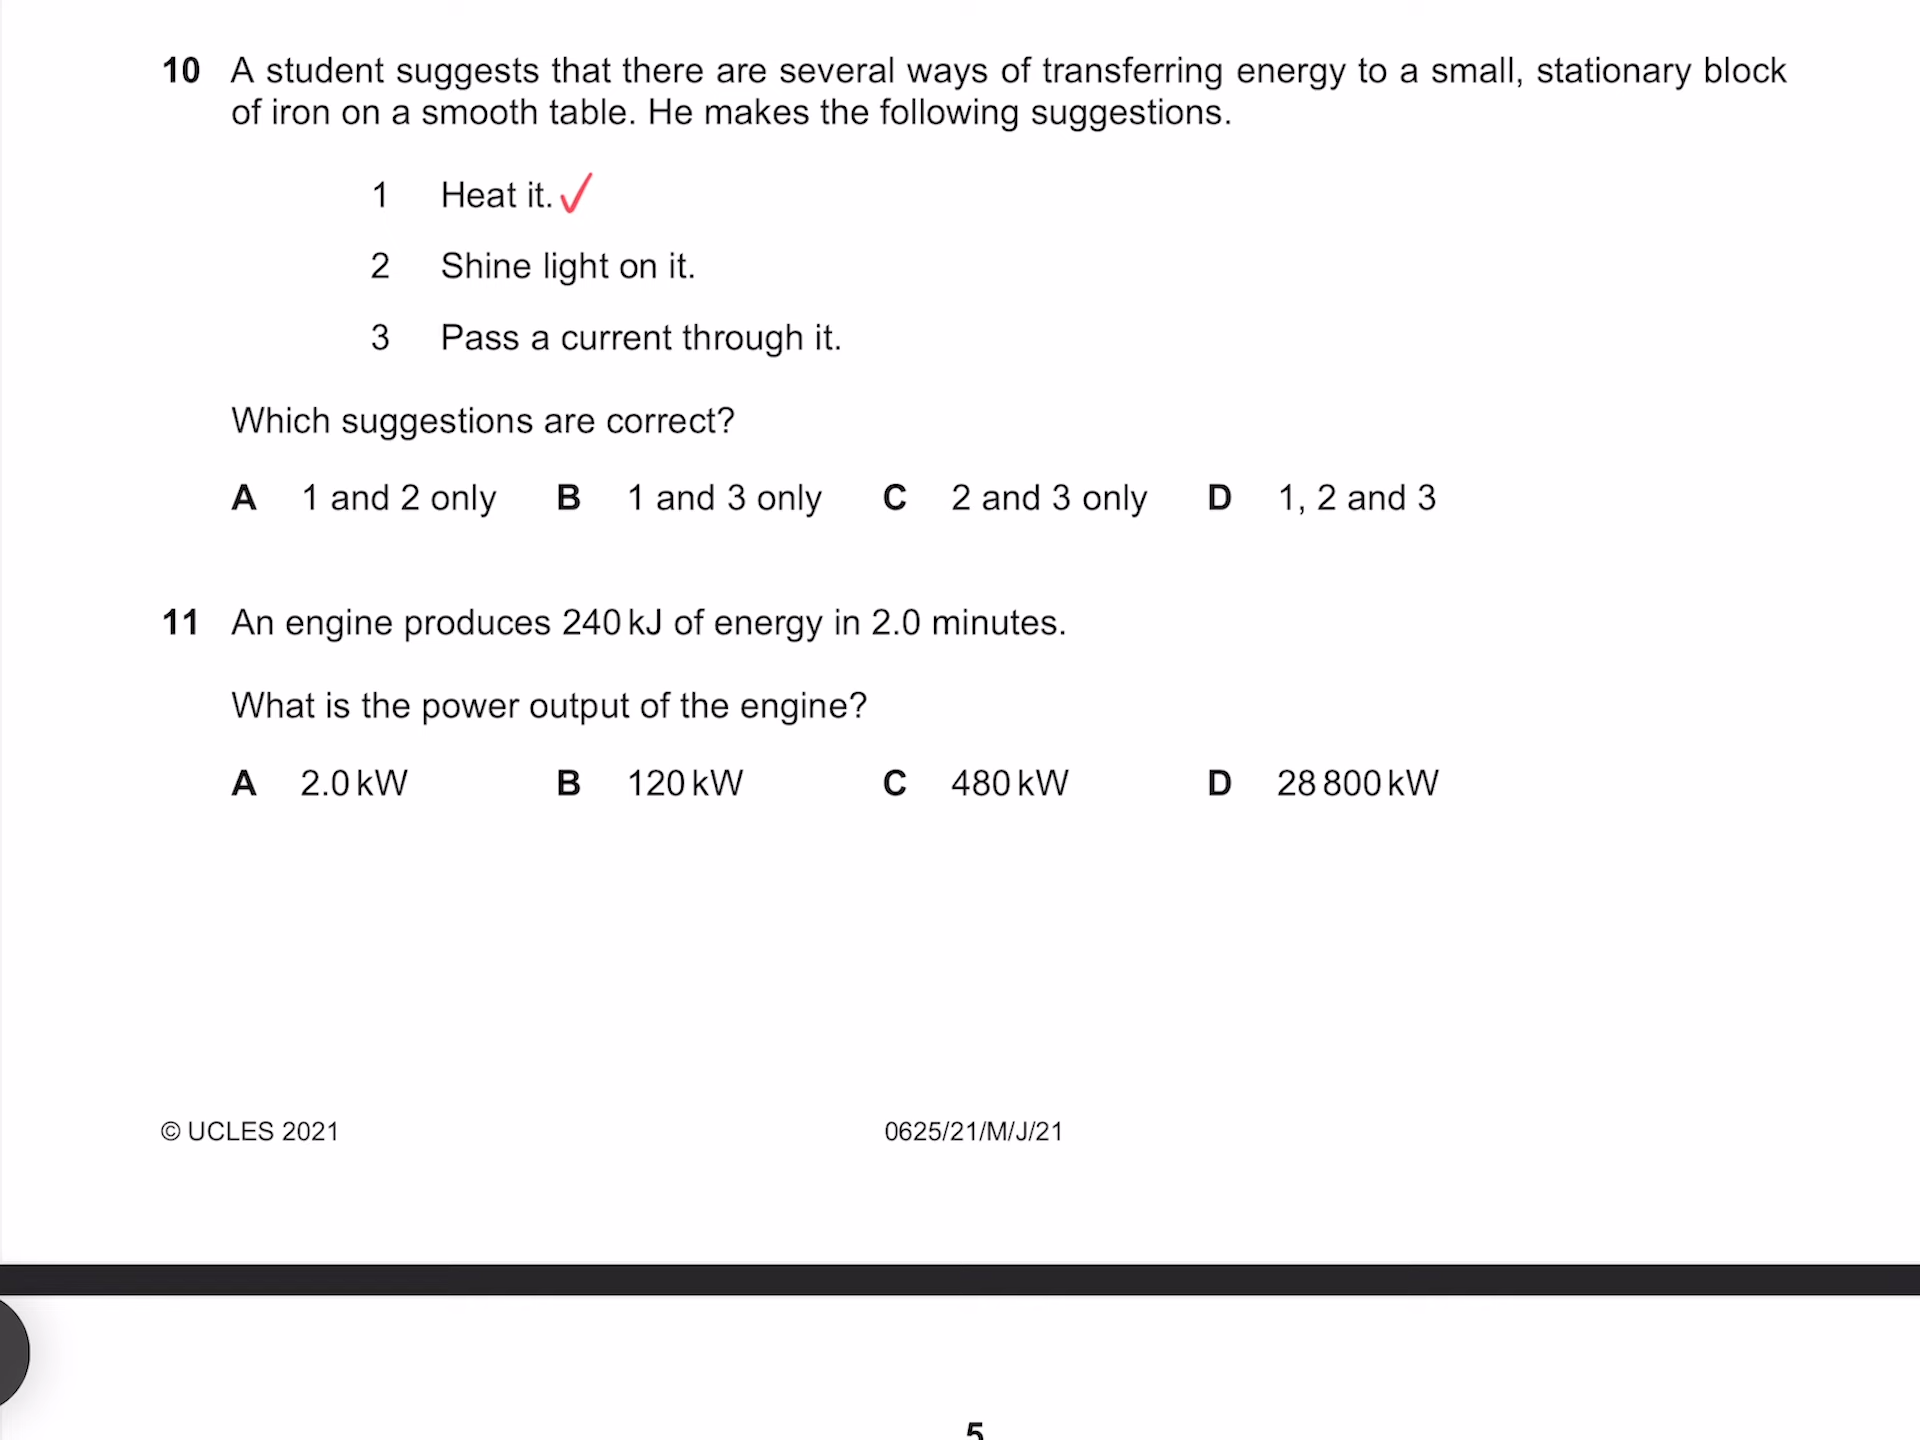 10 A student suggests that there are several ways of transferring energy to a small, stationary block
of iron on a smooth table. He makes the following suggestions.
1 Heat it.
2 Shine light on it.
3 Pass a current through it.
Which suggestions are correct?
A 1 and 2 only B 1 and 3 only C 2 and 3 only D 1, 2 and 3
11 An engine produces 240 kJ of energy in 2.0 minutes.
What is the power output of the engine?
A 2.0 kW B 120 kW C 480 kW D 28 800 kW
© UCLES 2021 0625/21/M/J/21
5